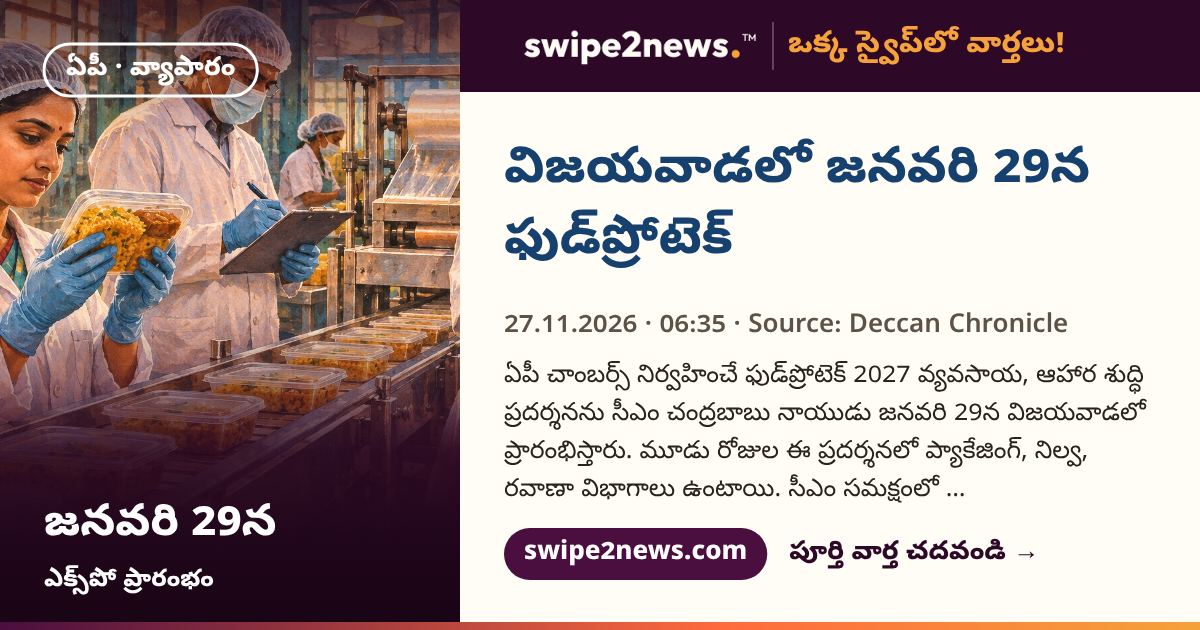 ఏపీ · వ్యాపారం
swipe2news.™
ఒక్క స్వైప్‌లో వార్తలు!
విజయవాడలో జనవరి 29న
ఫుడ్‌ప్రోటెక్
27.11.2026 · 06:35 · Source: Deccan Chronicle
ఏపీ చాంబర్స్ నిర్వహించే ఫుడ్‌ప్రోటెక్ 2027 వ్యవసాయ, ఆహార శుద్ధి
ప్రదర్శనను సీఎం చంద్రబాబు నాయుడు జనవరి 29న విజయవాడలో
ప్రారంభిస్తారు. మూడు రోజుల ఈ ప్రదర్శనలో ప్యాకేజింగ్, నిల్వ,
రవాణా విభాగాలు ఉంటాయి. సీఎం సమక్షంలో ...
జనవరి 29న
ఎక్స్‌పో ప్రారంభం
swipe2news.com
పూర్తి వార్త చదవండి →